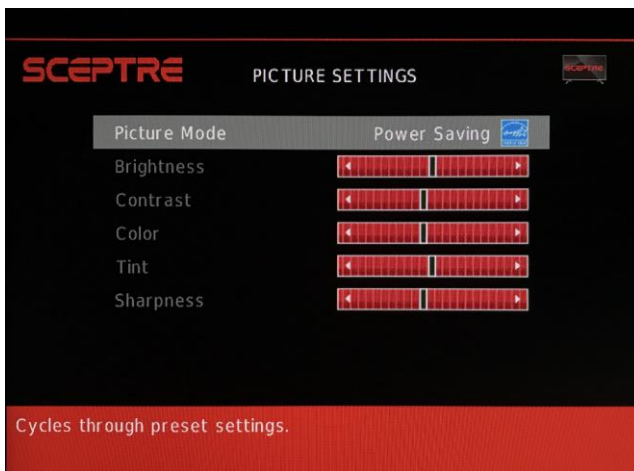 SCEPTRE
PICTURE SETTINGS
SCEPTRE
Picture Mode Power Saving
Brightness
Contrast
Color
Tint
Sharpness
Cycles through preset settings.